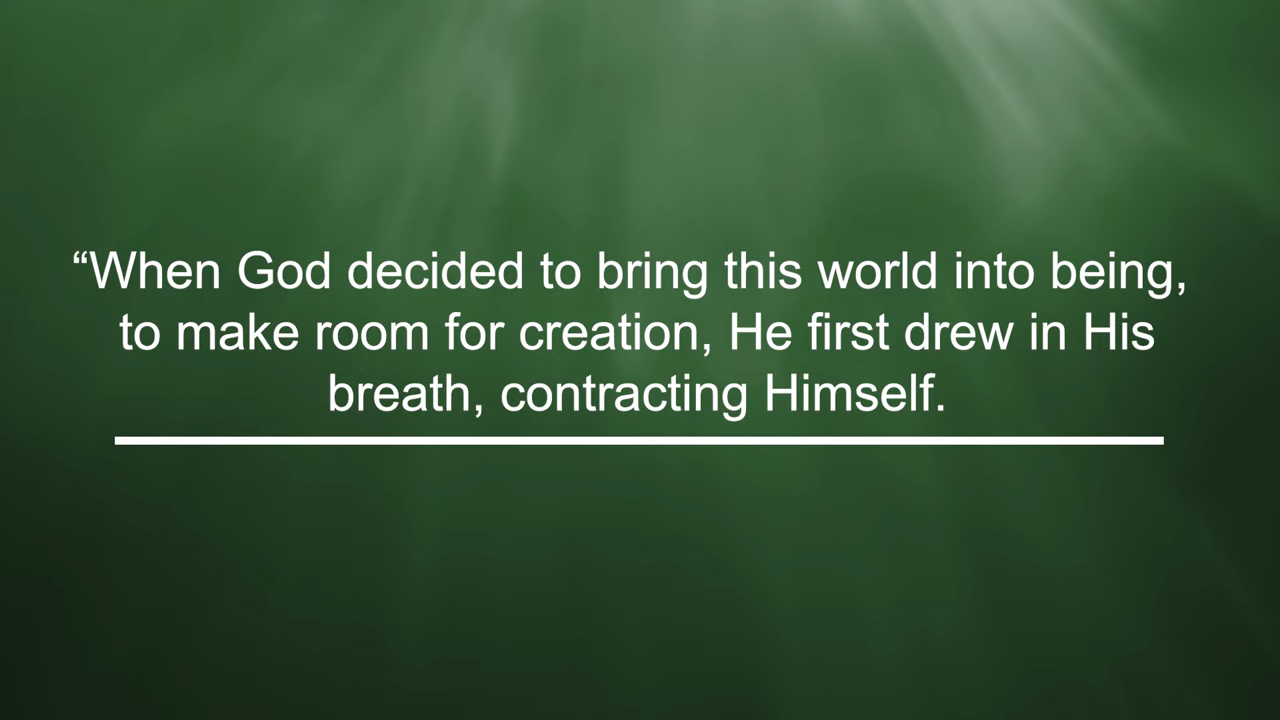 “When God decided to bring this world into being,
to make room for creation, He first drew in His
breath, contracting Himself.